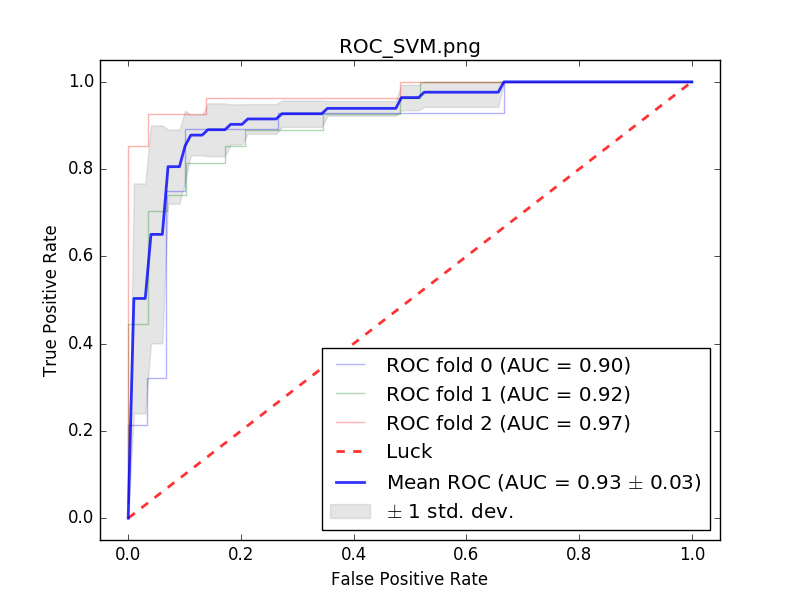 ROC_SVM.png
1.0
0.8
0.6
0.4
0.2
0.0
True Positive Rate
ROC fold 0 (AUC = 0.90)
ROC fold 1 (AUC = 0.92)
ROC fold 2 (AUC = 0.97)
Luck
Mean ROC (AUC = 0.93 ± 0.03)
± 1 std. dev.
0.0 0.2 0.4 0.6 0.8 1.0
False Positive Rate